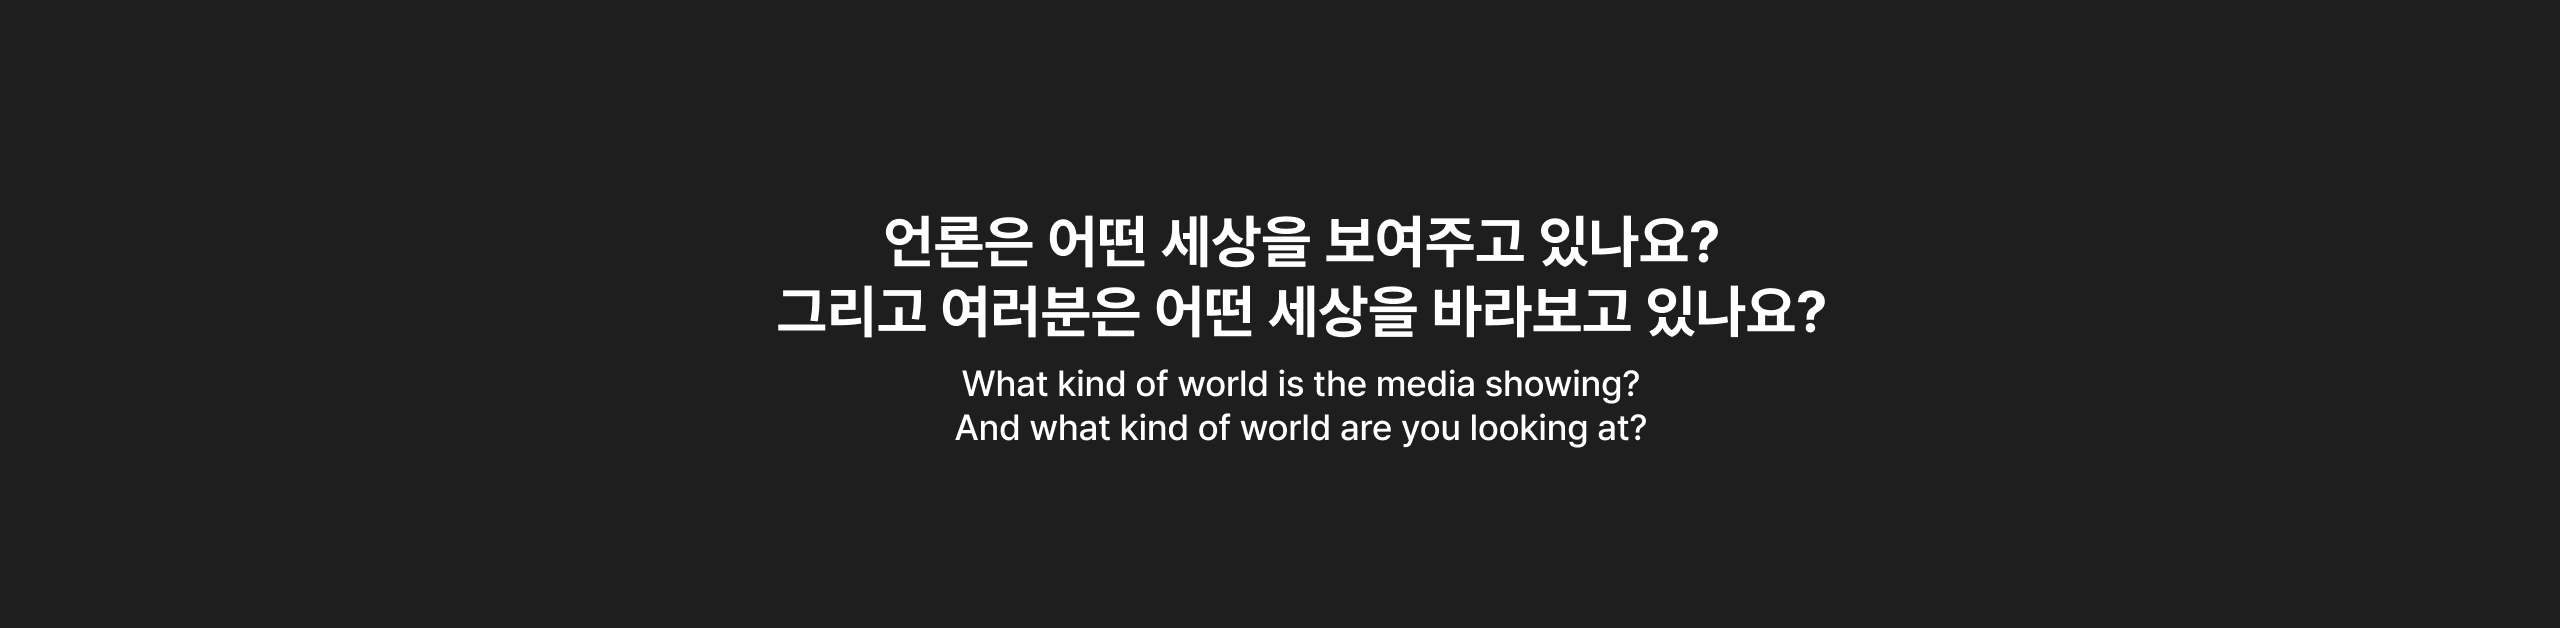 언론은 어떤 세상을 보여주고 있나요?
그리고 여러분은 어떤 세상을 바라보고 있나요?
What kind of world is the media showing?
And what kind of world are you looking at?